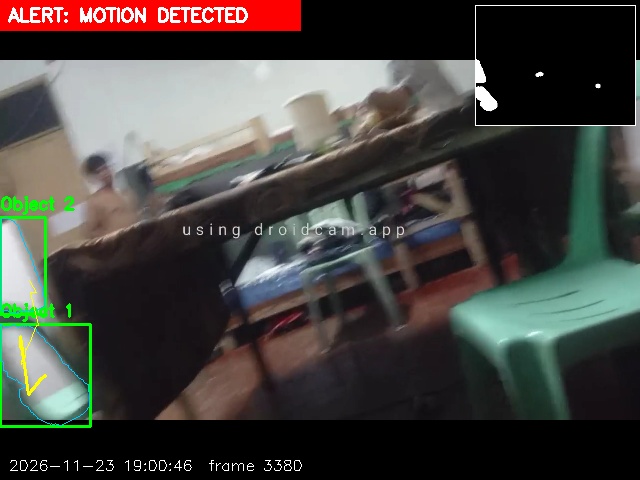 ALERT: MOTION DETECTED
Object 2
using droidcam.app
Object 1
2026-11-23 19:00:46 frame 3380